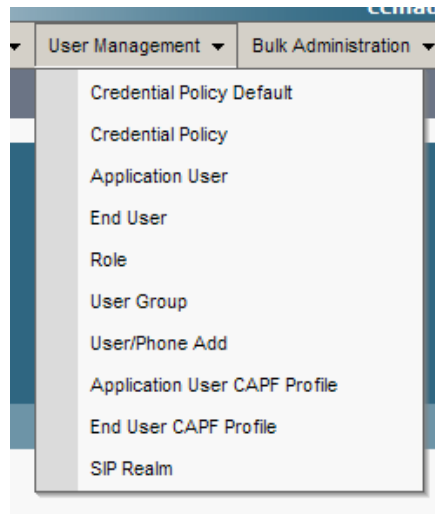 User Management
Bulk Administration
Credential Policy Default
Credential Policy
Application User
End User
Role
User Group
User/Phone Add
Application User CAPF Profile
End User CAPF Profile
SIP Realm